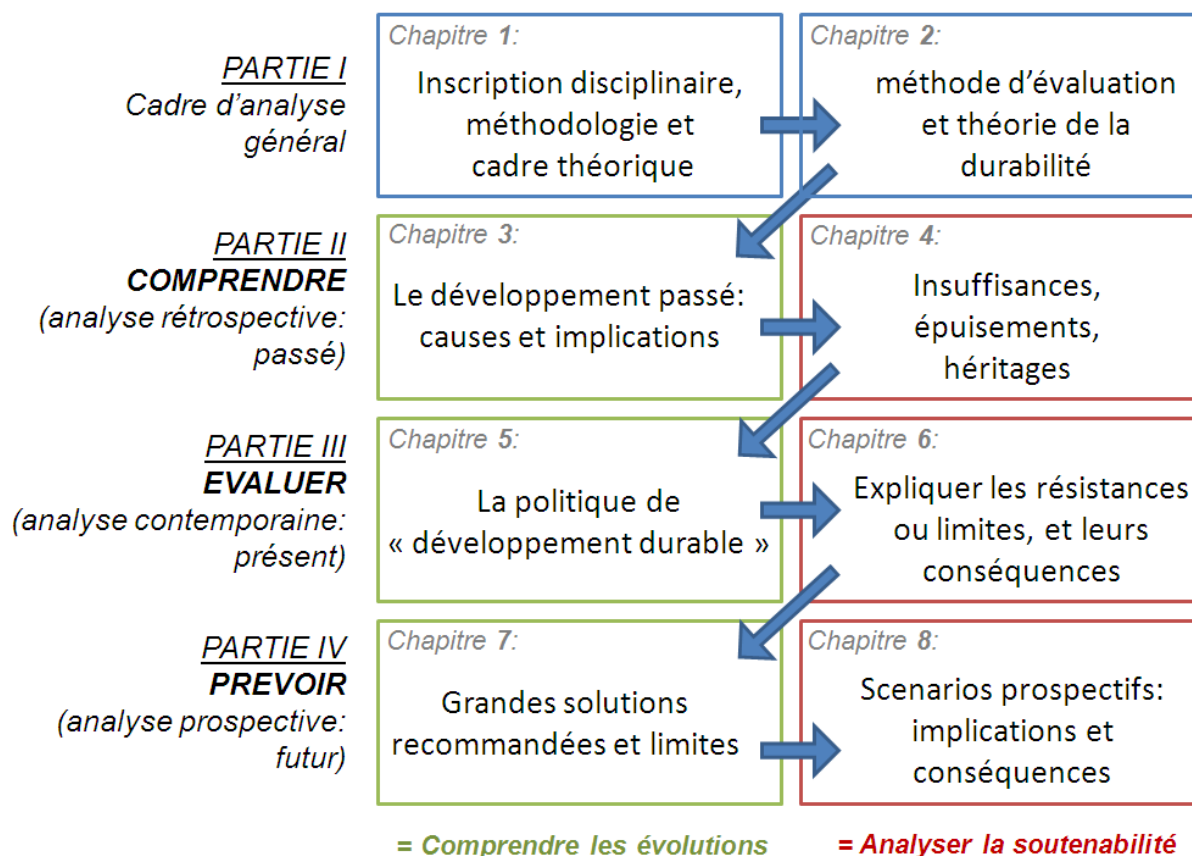 PARTIE I
Cadre d'analyse
général
Chapitre 1:
Inscription disciplinaire,
méthodologie et
cadre théorique
Chapitre 2:
méthode d'évaluation
et théorie de la
durabilité
PARTIE II
COMPRENDRE
(analyse rétrospective:
passé)
Chapitre 3:
Le développement passé:
causes et implications
Chapitre 4:
Insuffisances,
épuisements,
héritages
PARTIE III
EVALUER
(analyse contemporaine:
présent)
Chapitre 5:
La politique de
« développement durable »
Chapitre 6:
Expliquer les résistances
ou limites, et leurs
conséquences
PARTIE IV
PREVOIR
(analyse prospective:
futur)
Chapitre 7:
Grandes solutions
recommandées et limites
Chapitre 8:
Scenarios prospectifs:
implications et
conséquences
= Comprendre les évolutions
= Analyser la soutenabilité